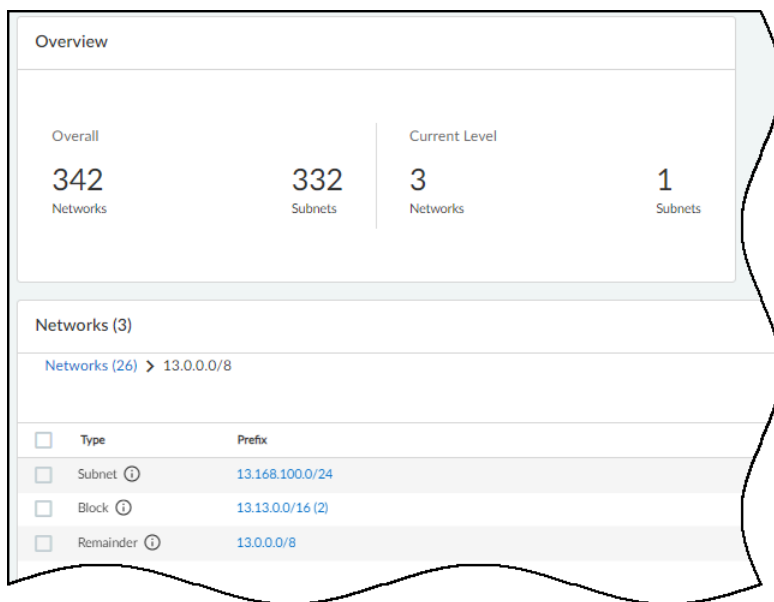 Overview
Overall
Current Level
342
332
3
1
Networks
Subnets
Networks
Subnets
Networks (3)
Networks (26) > 13.0.0.0/8
Type Prefix
Subnet 13.168.100.0/24
Block 13.13.0.0/16 (2)
Remainder 13.0.0.0/8